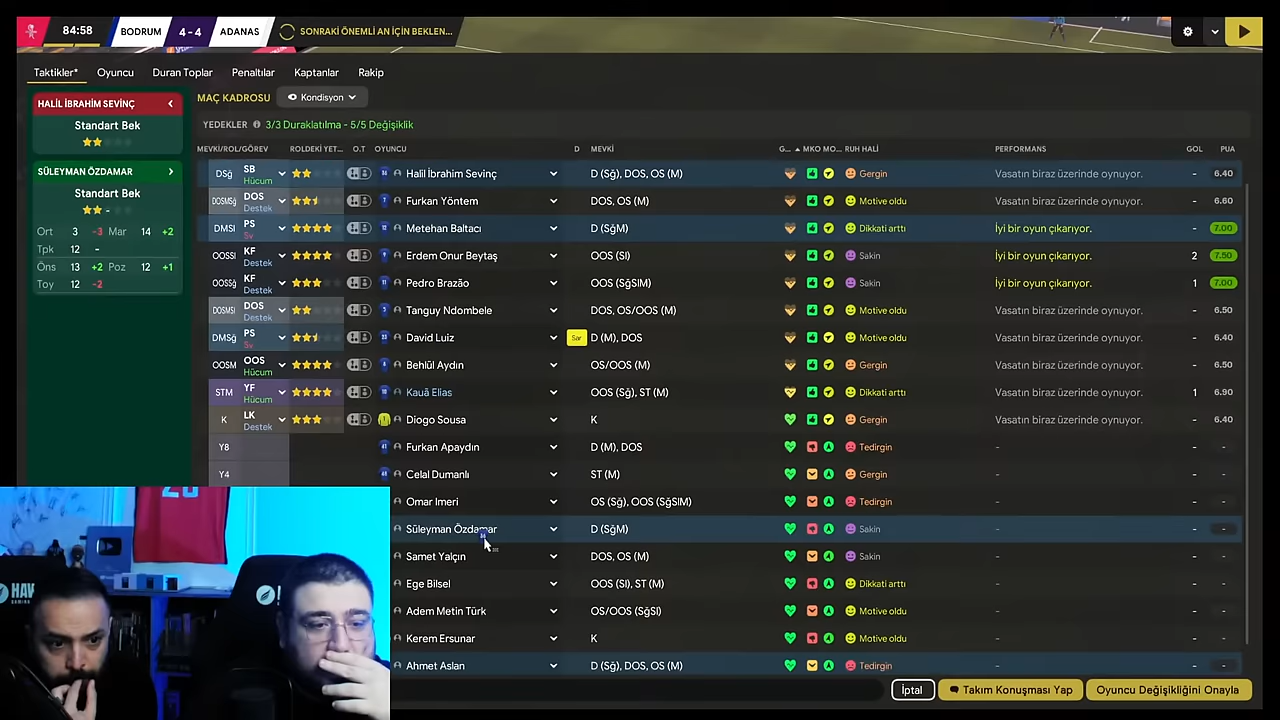 84:58 BODRUM 4 - 4 ADANAS SONRAKİ ÖNEMLİ AN İÇİN BEKLEN...
Taktikler* Oyuncu Duran Toplar Penaltılar Kaptanlar Rakip
HALİL İBRAHİM SEVİNÇ
Standart Bek
SÜLEYMAN ÖZDAMAR
Standart Bek
Ort 3 -3 Mar 14 +2
Tpk 12 -
Öns 13 +2 Poz 12 +1
Toy 12 -2
MAÇ KADROSU Kondisyon
YEDEKLER 3/3 Duraklatılma - 5/5 Değişiklik
MEVKİ/ROL/GÖREV ROLDEKİ YET... O.T OYUNCU D MEVKİ G... MKO MO... RUH HALİ PERFORMANS GOL PUA
DSğ SB Hücum Halil İbrahim Sevinç D (Sğ), DOS, OS (M) Gergin Vasatın biraz üzerinde oynuyor. - 6.40
DOSMSğ DOS Destek Furkan Yöntem DOS, OS (M) Motive oldu Vasatın biraz üzerinde oynuyor. - 6.60
DMSl PS Sv Metehan Baltacı D (SğM) Dikkati arttı İyi bir oyun çıkarıyor. - 7.00
OOSSl KF Destek Erdem Onur Beytaş OOS (Sl) Sakin İyi bir oyun çıkarıyor. 2 7.50
OOSSğ KF Destek Pedro Brazão OOS (SğSlM) Sakin İyi bir oyun çıkarıyor. 1 7.00
DOSMSl DOS Destek Tanguy Ndombele DOS, OS/OOS (M) Motive oldu Vasatın biraz üzerinde oynuyor. - 6.50
DMSğ PS Sv David Luiz Sar D (M), DOS Motive oldu Vasatın biraz üzerinde oynuyor. - 6.40
OOSM OOS Hücum Behlül Aydın OS/OOS (M) Gergin Vasatın biraz üzerinde oynuyor. - 6.50
STM YF Hücum Kauã Elias OOS (Sğ), ST (M) Dikkati arttı Vasatın biraz üzerinde oynuyor. 1 6.90
K LK Destek Diogo Sousa K Gergin Vasatın biraz üzerinde oynuyor. - 6.40
Y8 Furkan Apaydın D (M), DOS Tedirgin - - -
Y4 Celal Dumanlı ST (M) Gergin - - -
Omar Imeri OS (Sğ), OOS (SğSlM) Tedirgin - - -
Süleyman Özdamar D (SğM) Sakin - - -
Samet Yalçın DOS, OS (M) Sakin - - -
Ege Bilsel OOS (Sl), ST (M) Dikkati arttı - - -
Adem Metin Türk OS/OOS (SğSl) Motive oldu - - -
Kerem Ersunar K Motive oldu - - -
Ahmet Aslan D (Sğ), DOS, OS (M) Tedirgin - - -
İptal Takım Konuşması Yap Oyuncu Değişikliğini Onayla